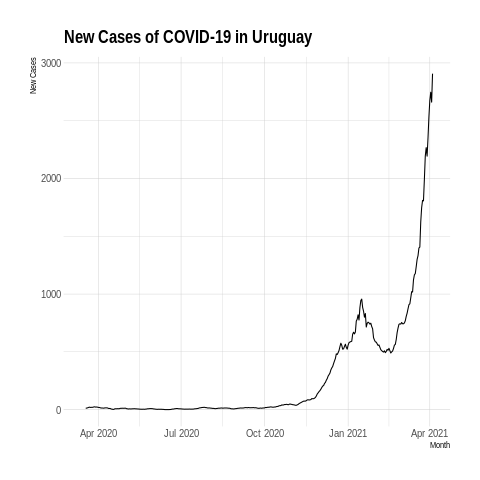 New Cases of COVID-19 in Uruguay
New Cases
3000
2000
1000
0
Apr 2020 Jul 2020 Oct 2020 Jan 2021 Apr 2021
Month